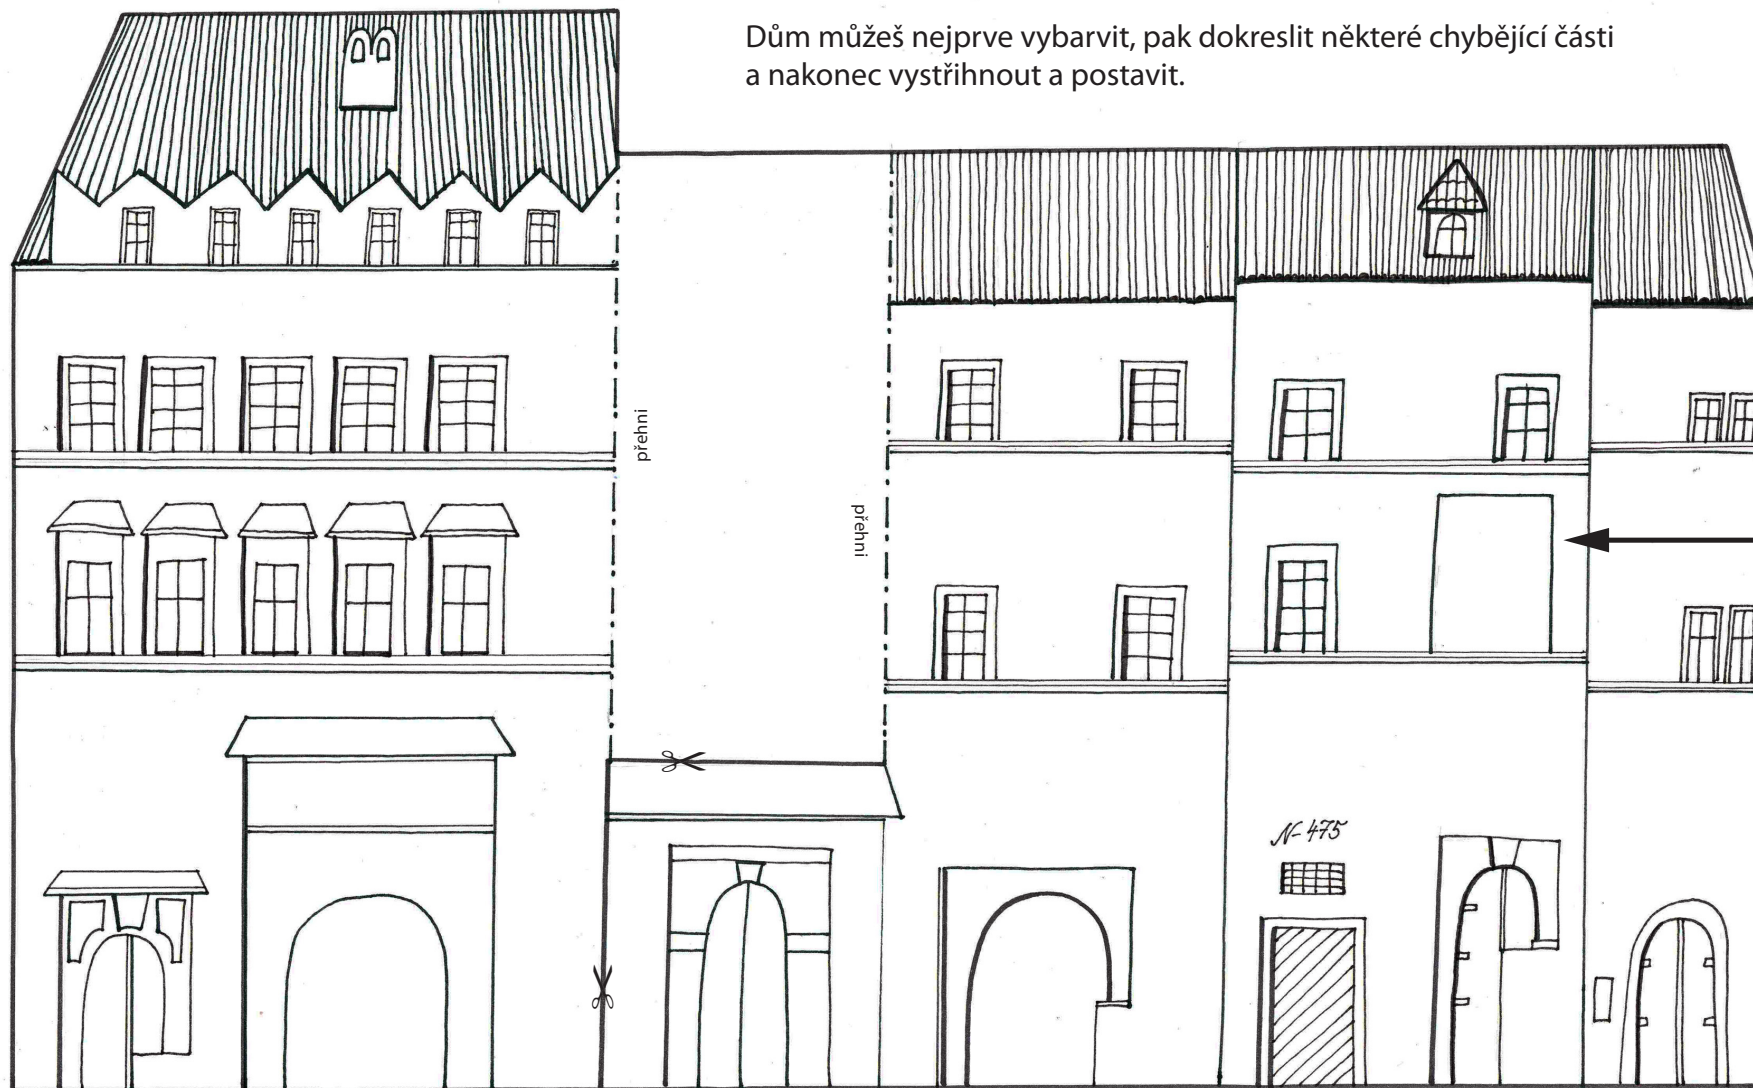 Dům můžeš nejprve vybarvit, pak dokreslit některé chybějící části
a nakonec vystřihnout a postavit.
přehni
přehni
N- 475